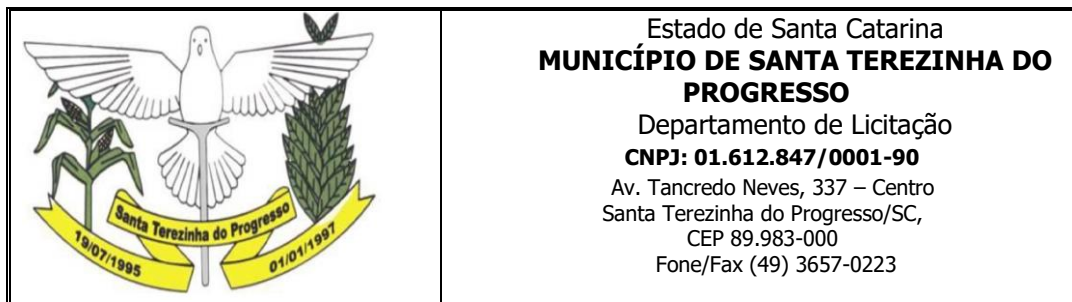 Santa Terezinha do Progresso
19/07/1995
01/01/1997
Estado de Santa Catarina
MUNICÍPIO DE SANTA TEREZINHA DO
PROGRESSO
Departamento de Licitação
CNPJ: 01.612.847/0001-90
Av. Tancredo Neves, 337 – Centro
Santa Terezinha do Progresso/SC,
CEP 89.983-000
Fone/Fax (49) 3657-0223